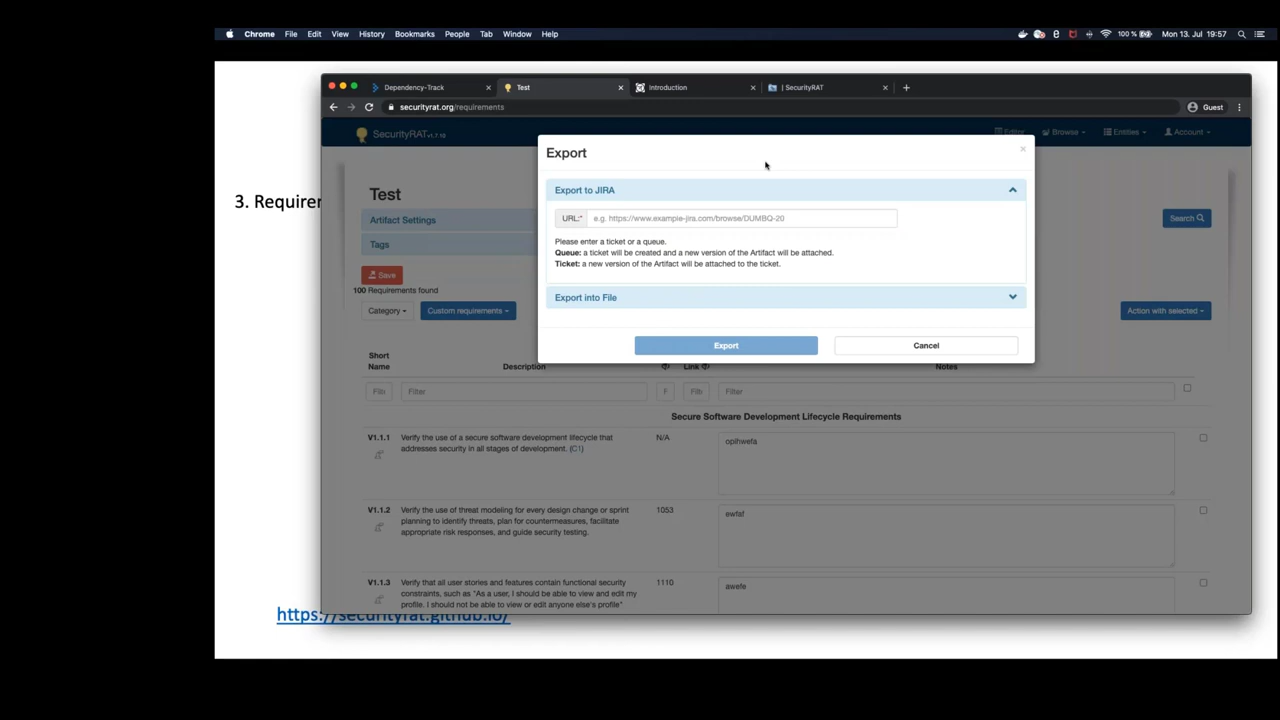 Chrome File Edit View History Bookmarks People Tab Window Help
100 % Mon 13. Jul 19:57
Dependency-Track
Test
Introduction
| SecurityRAT
securityrat.org/requirements
Guest
SecurityRAT v1.7.10
Editor Browse Entities Account
3. Requirer
Test
Artifact Settings
Tags
Search
Save
100 Requirements found
Category
Custom requirements
Action with selected
Export
Export to JIRA
URL:* e.g. https://www.example-jira.com/browse/DUMBQ-20
Please enter a ticket or a queue.
Queue: a ticket will be created and a new version of the Artifact will be attached.
Ticket: a new version of the Artifact will be attached to the ticket.
Export into File
Export Cancel
Short Name Description Link Notes
Filter F Filter
Secure Software Development Lifecycle Requirements
V1.1.1 Verify the use of a secure software development lifecycle that N/A opihwefa
addresses security in all stages of development. (C1)
V1.1.2 Verify the use of threat modeling for every design change or sprint 1053 ewfaf
planning to identify threats, plan for countermeasures, facilitate
appropriate risk responses, and guide security testing.
V1.1.3 Verify that all user stories and features contain functional security 1110 awefe
constraints, such as "As a user, I should be able to view and edit my
profile. I should not be able to view or edit anyone else's profile"
https://securityrat.github.io/